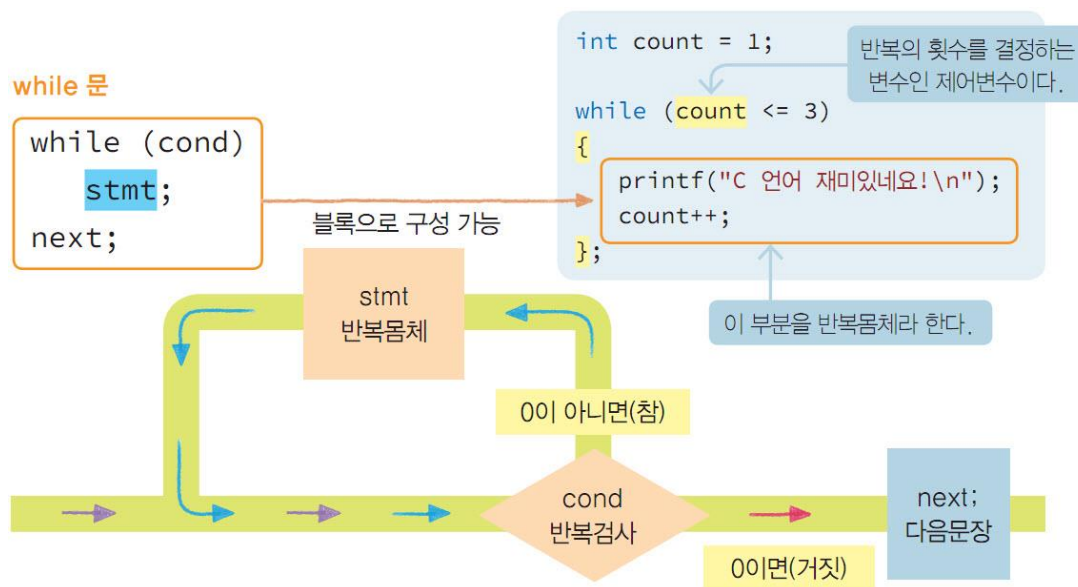 while 문
while (cond)
stmt;
next;
int count = 1;
while (count <= 3)
{
printf("C 언어 재미있네요!\n");
count++;
};
반복의 횟수를 결정하는
변수인 제어변수이다.
블록으로 구성 가능
이 부분을 반복몸체라 한다.
stmt
반복몸체
0이 아니면(참)
cond
반복검사
0이면(거짓)
next;
다음문장